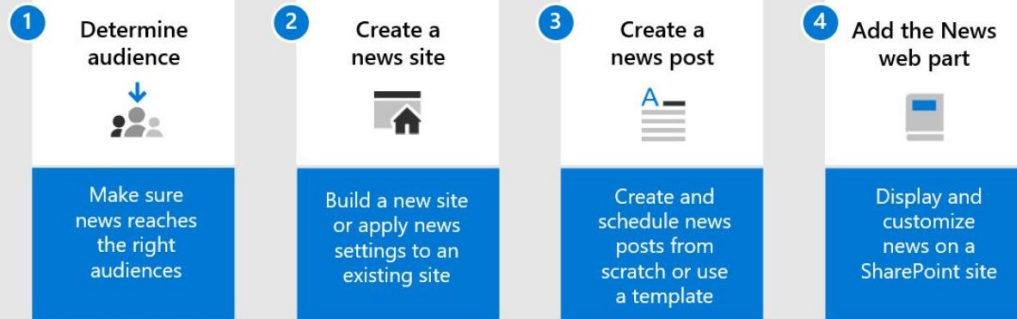 1
Determine
audience
Make sure
news reaches
the right
audiences
2
Create a
news site
Build a new site
or apply news
settings to an
existing site
3
Create a
news post
A
Create and
schedule news
posts from
scratch or use
a template
4
Add the News
web part
Display and
customize
news on a
SharePoint site